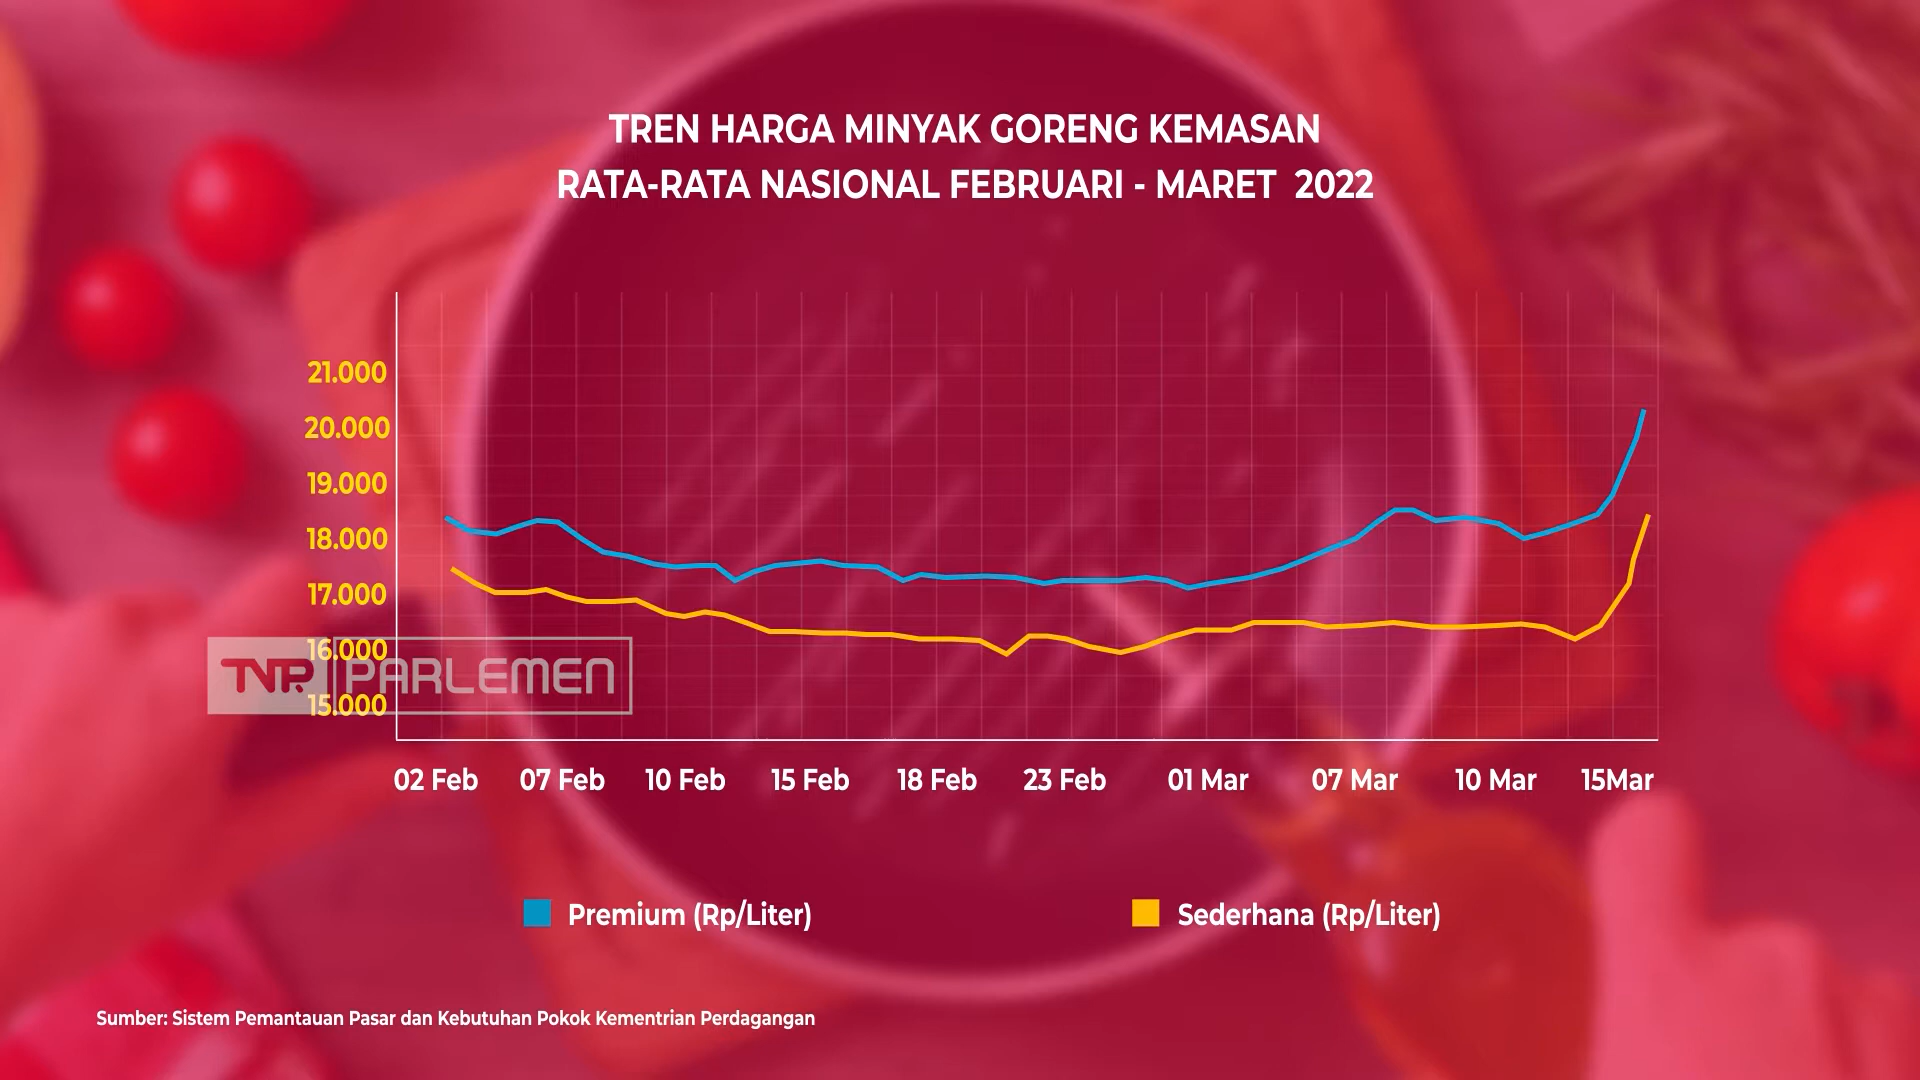 TREN HARGA MINYAK GORENG KEMASAN
RATA-RATA NASIONAL FEBRUARI - MARET 2022
21.000
20.000
19.000
18.000
17.000
16.000
15.000
TVR PARLEMEN
02 Feb 07 Feb 10 Feb 15 Feb 18 Feb 23 Feb 01 Mar 07 Mar 10 Mar 15Mar
Premium (Rp/Liter) Sederhana (Rp/Liter)
Sumber: Sistem Pemantauan Pasar dan Kebutuhan Pokok Kementrian Perdagangan